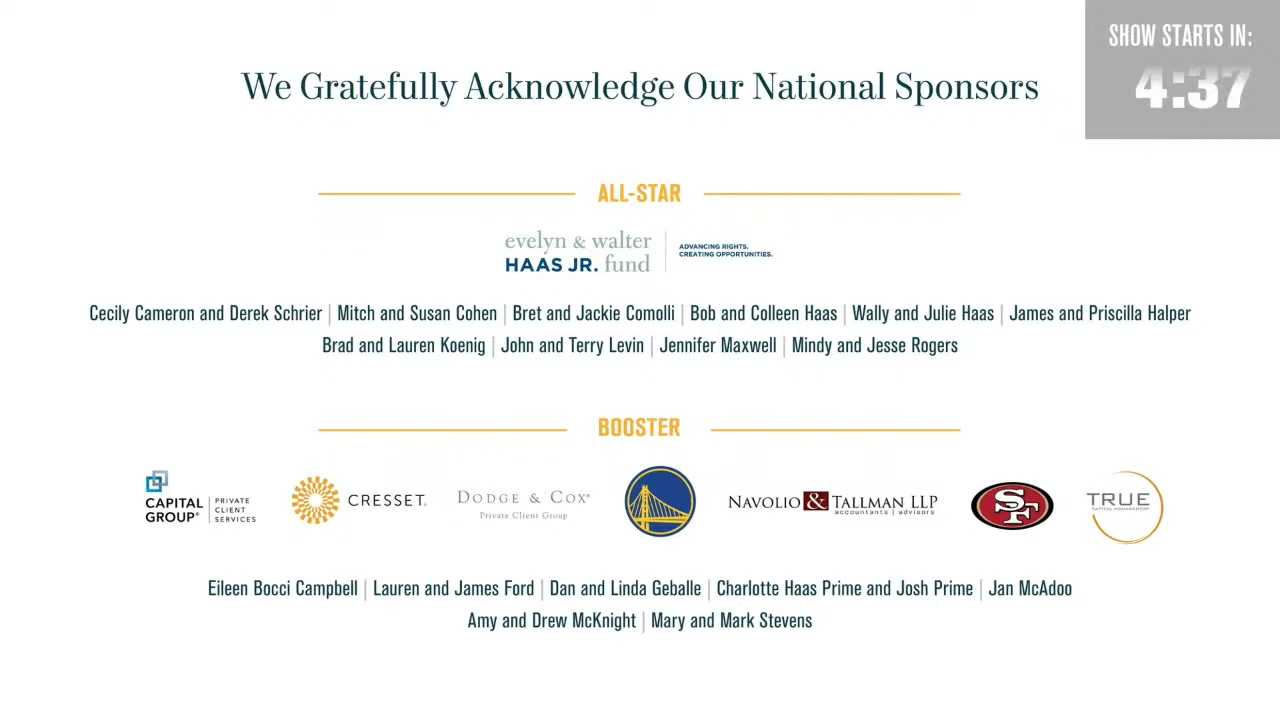 SHOW STARTS IN:
4:37
We Gratefully Acknowledge Our National Sponsors
ALL-STAR
evelyn & walter
HAAS JR. fund
ADVANCING RIGHTS.
CREATING OPPORTUNITIES.
Cecily Cameron and Derek Schrier | Mitch and Susan Cohen | Bret and Jackie Comolli | Bob and Colleen Haas | Wally and Julie Haas | James and Priscilla Halper
Brad and Lauren Koenig | John and Terry Levin | Jennifer Maxwell | Mindy and Jesse Rogers
BOOSTER
CAPITAL
GROUP®
PRIVATE
CLIENT
SERVICES
CRESSET.
DODGE & COX®
Private Client Group
NAVOLIO & TALLMAN LLP
accountants | advisors
SF
TRUE
CAPITAL MANAGEMENT
Eileen Bocci Campbell | Lauren and James Ford | Dan and Linda Geballe | Charlotte Haas Prime and Josh Prime | Jan McAdoo
Amy and Drew McKnight | Mary and Mark Stevens